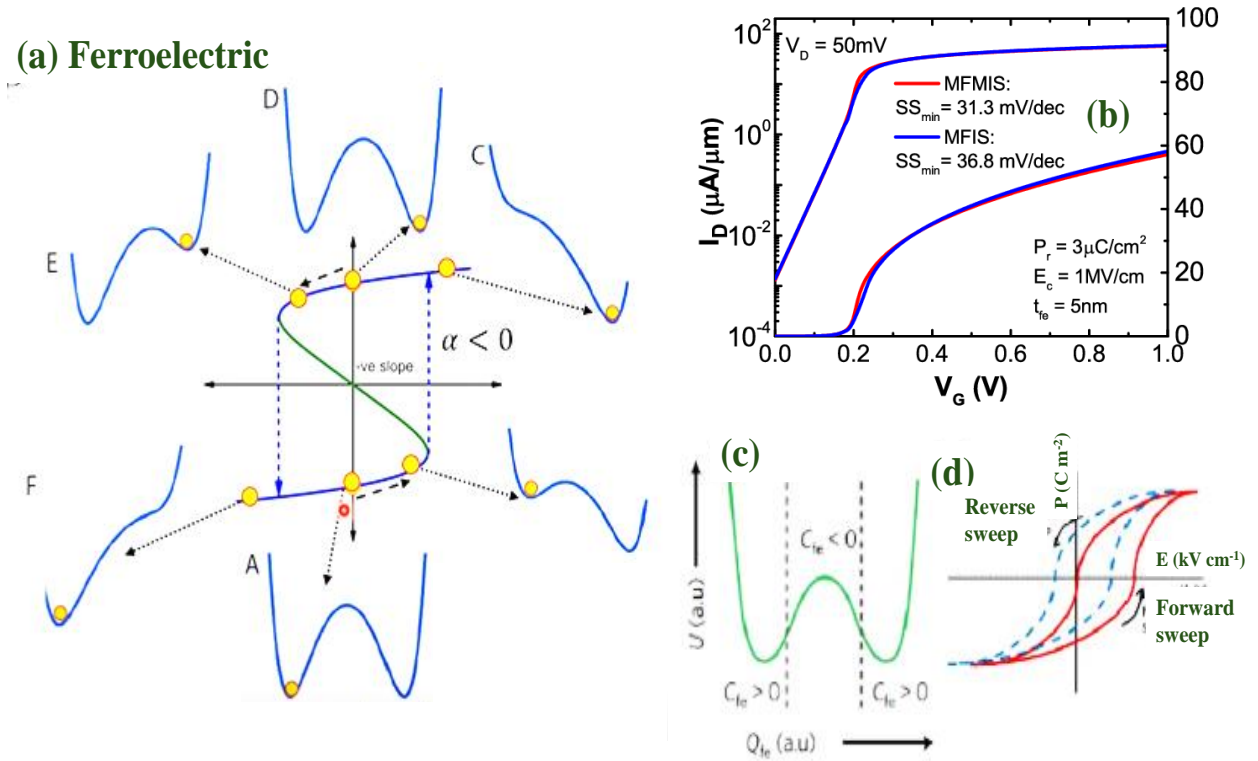 (a) Ferroelectric
D
C
E
-ve slope
α < 0
F
A
10²
10⁰
10⁻²
10⁻⁴
I_D (μA/μm)
V_D = 50mV
MFMIS:
SS_min = 31.3 mV/dec
MFIS:
SS_min = 36.8 mV/dec
(b)
P_r = 3μC/cm²
E_c = 1MV/cm
t_fe = 5nm
100
80
60
40
20
0
0.0 0.2 0.4 0.6 0.8 1.0
V_G (V)
(c)
U (a.u)
C_fe < 0
C_fe > 0 C_fe > 0
Q_fe (a.u)
(d)
P (C m⁻²)
Reverse
sweep
E (kV cm⁻¹)
Forward
sweep